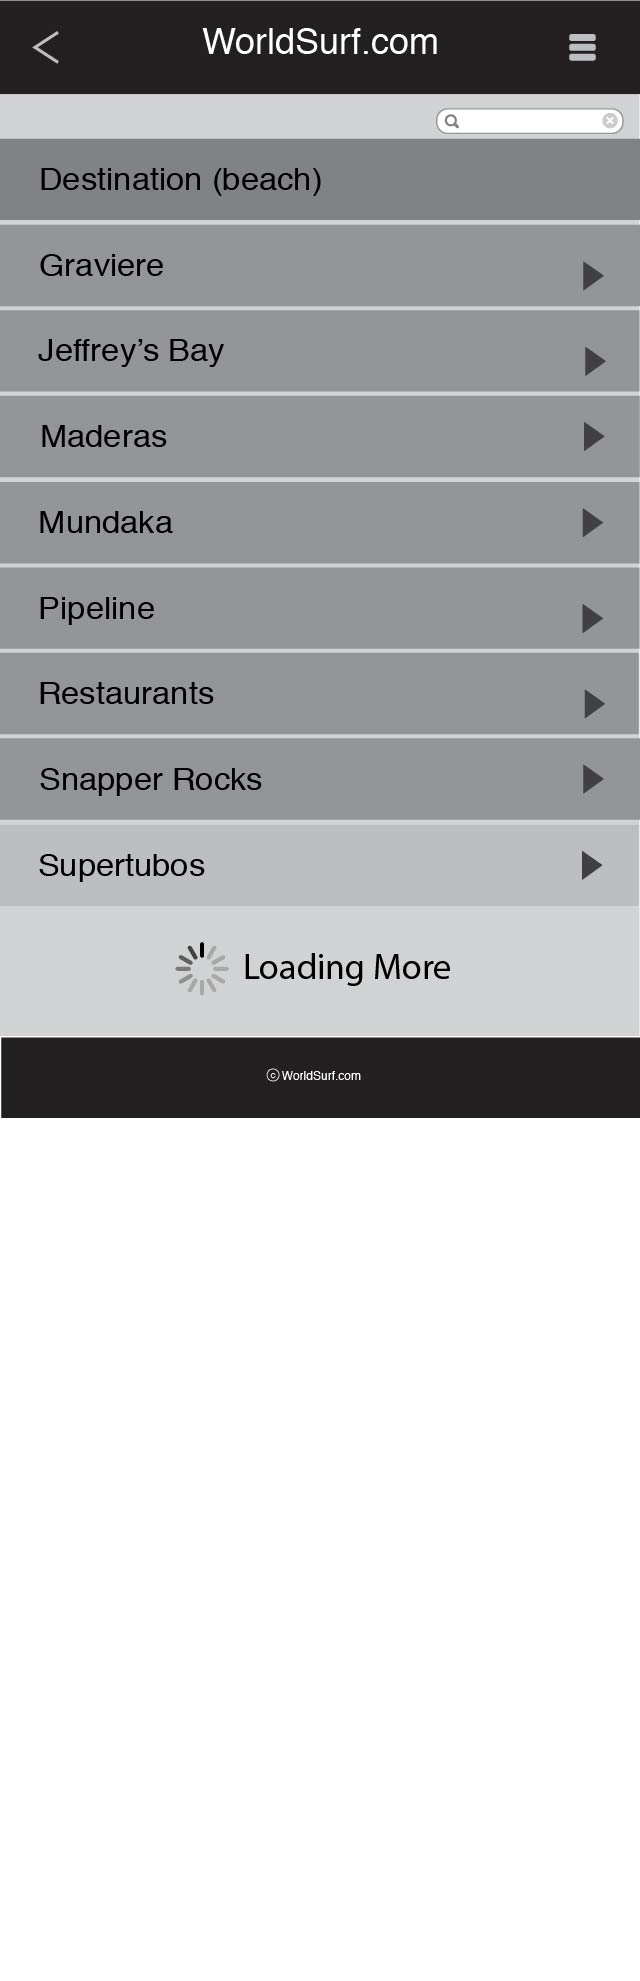 WorldSurf.com
Destination (beach)
Graviere
Jeffrey’s Bay
Maderas
Mundaka
Pipeline
Restaurants
Snapper Rocks
Supertubos
Loading More
©WorldSurf.com